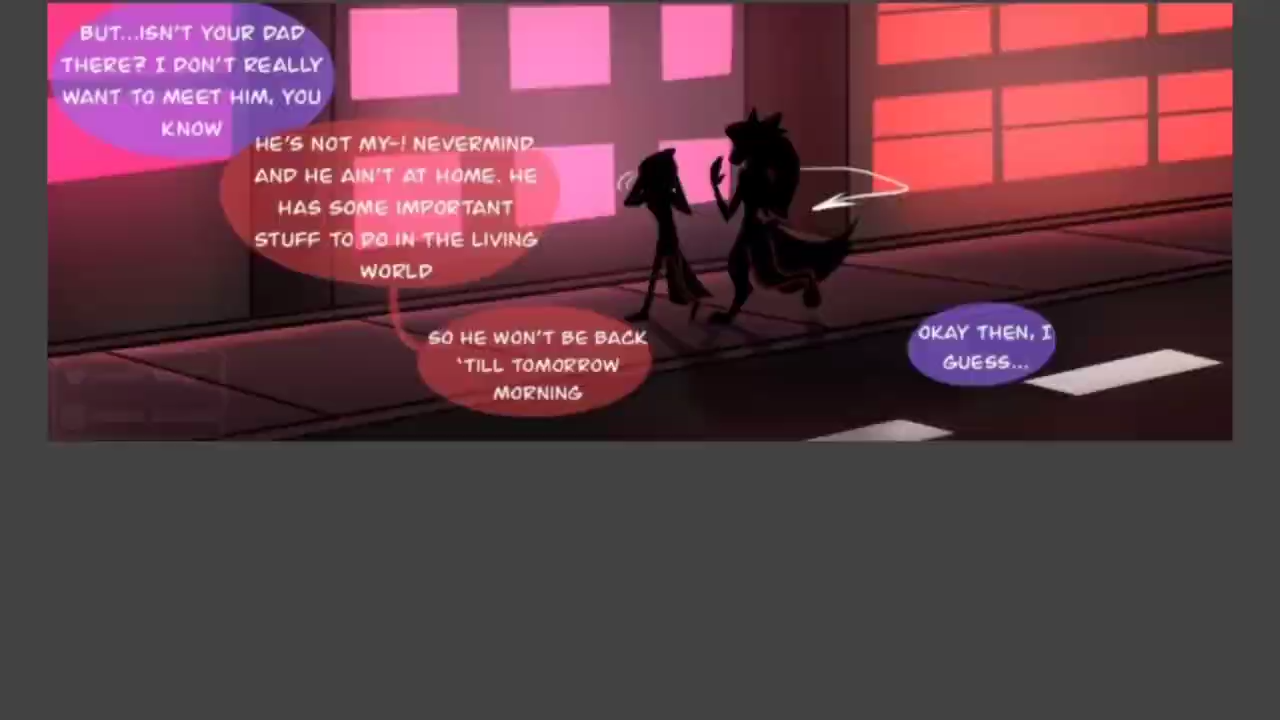 BUT...ISN'T YOUR DAD
THERE? I DON'T REALLY
WANT TO MEET HIM, YOU
KNOW
HE'S NOT MY-! NEVERMIND
AND HE AIN'T AT HOME. HE
HAS SOME IMPORTANT
STUFF TO DO IN THE LIVING
WORLD
SO HE WON'T BE BACK
'TILL TOMORROW
MORNING
OKAY THEN, I
GUESS...